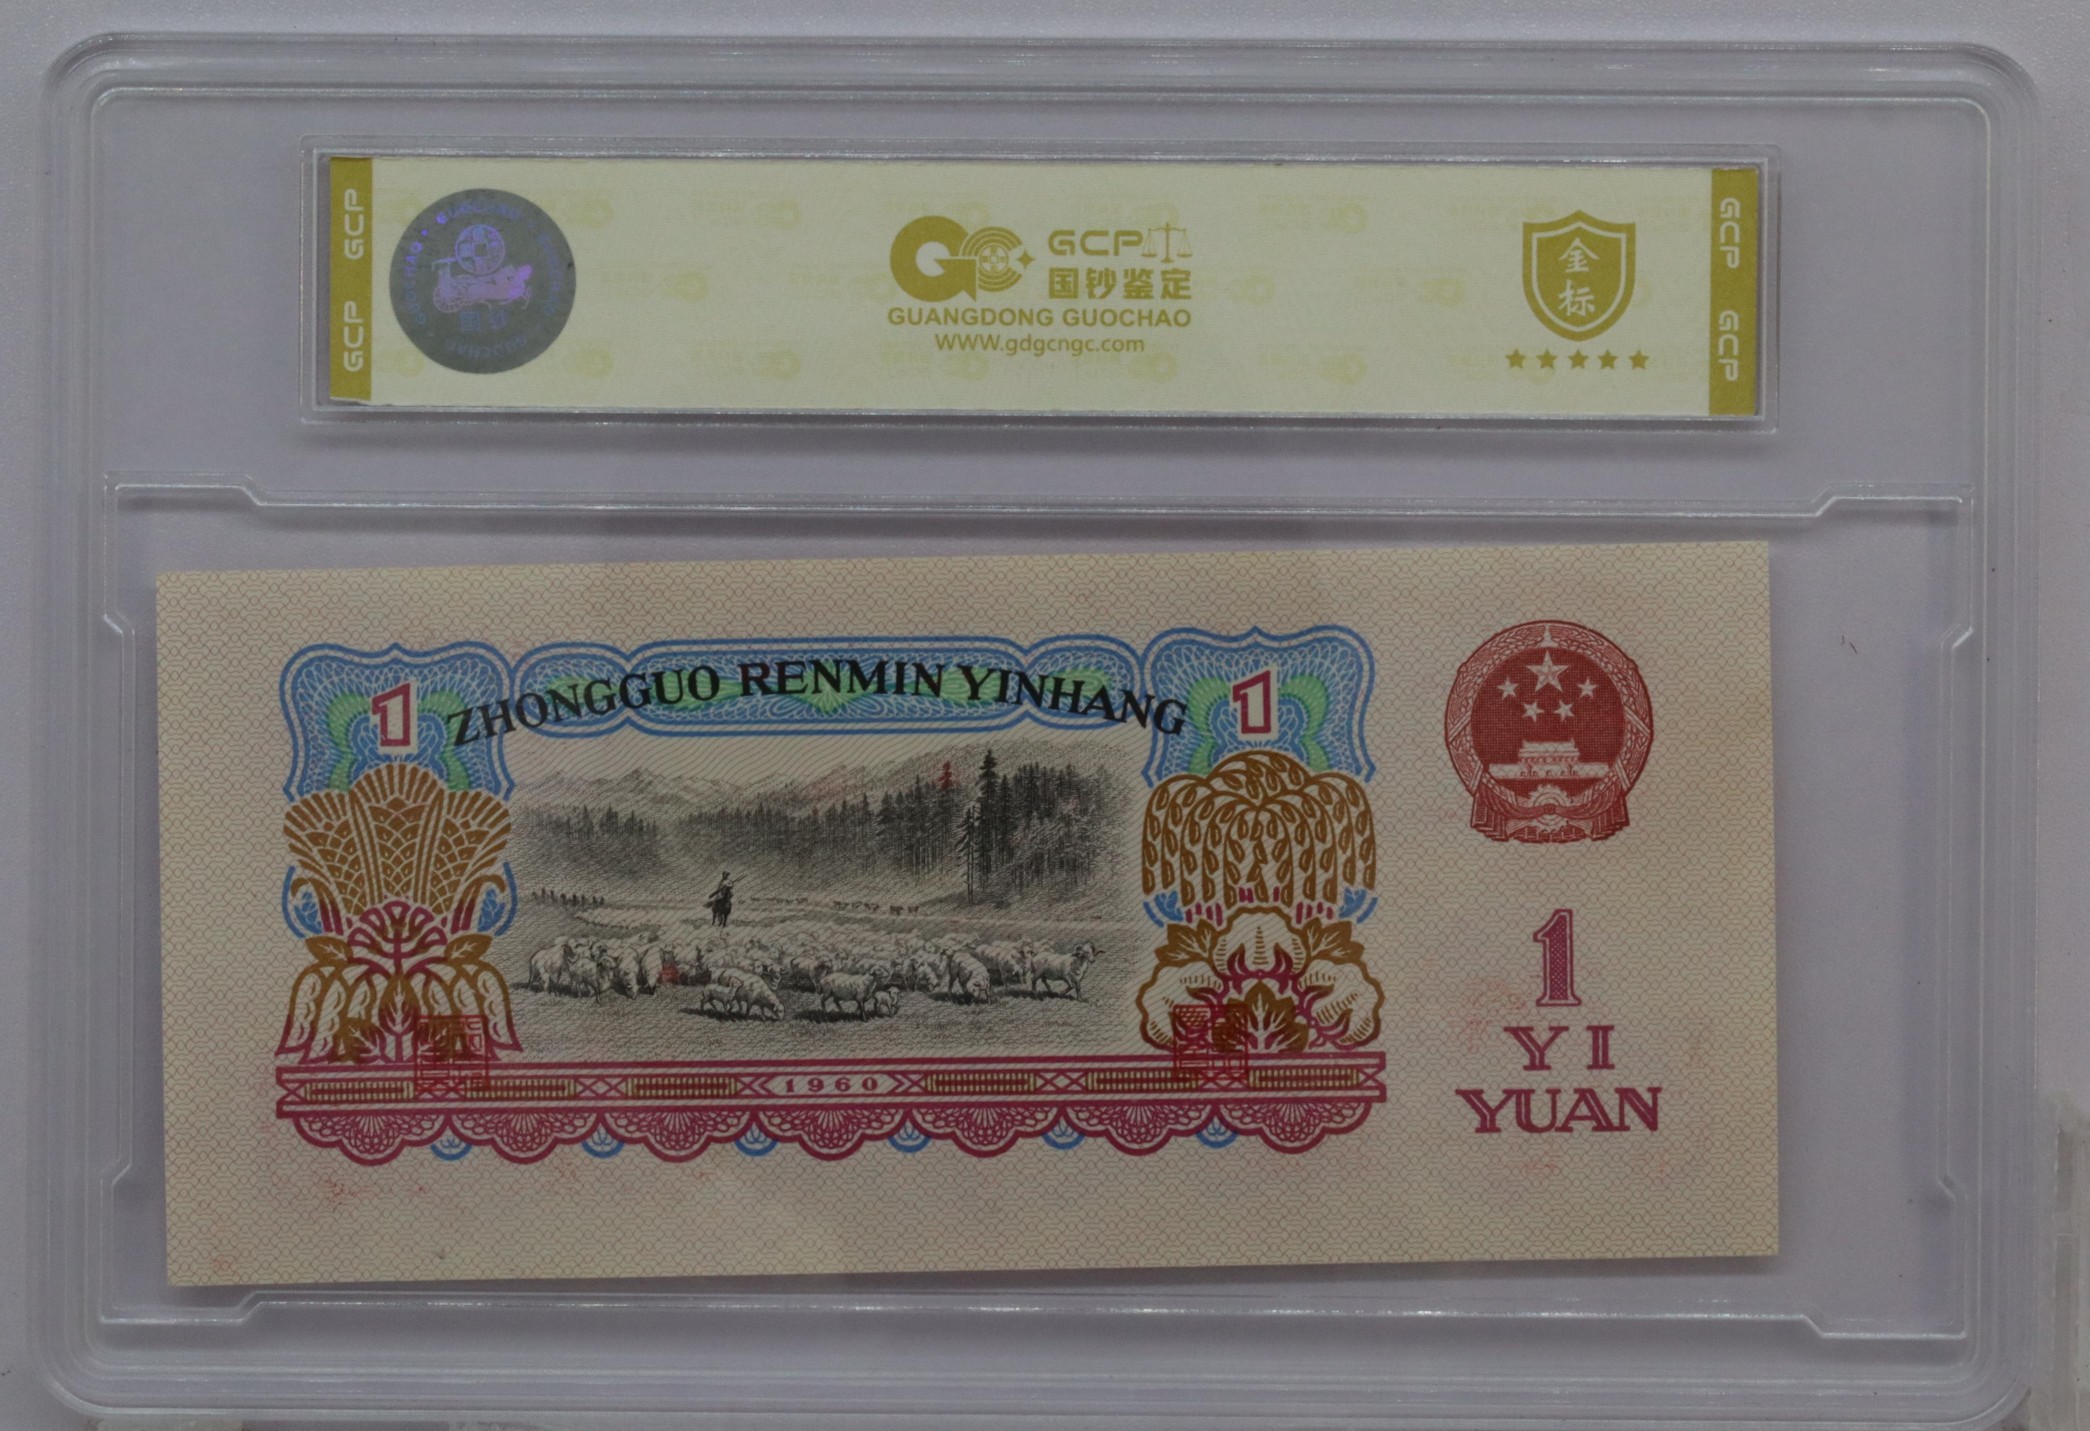 GCP
GCP
GCP
国钞鉴定
GUANGDONG GUOCHAO
WWW.gdgcngc.com
金标
GCP
GCP
ZHONGGUO RENMIN YINHANG
1
1
1960
1
YI
YUAN